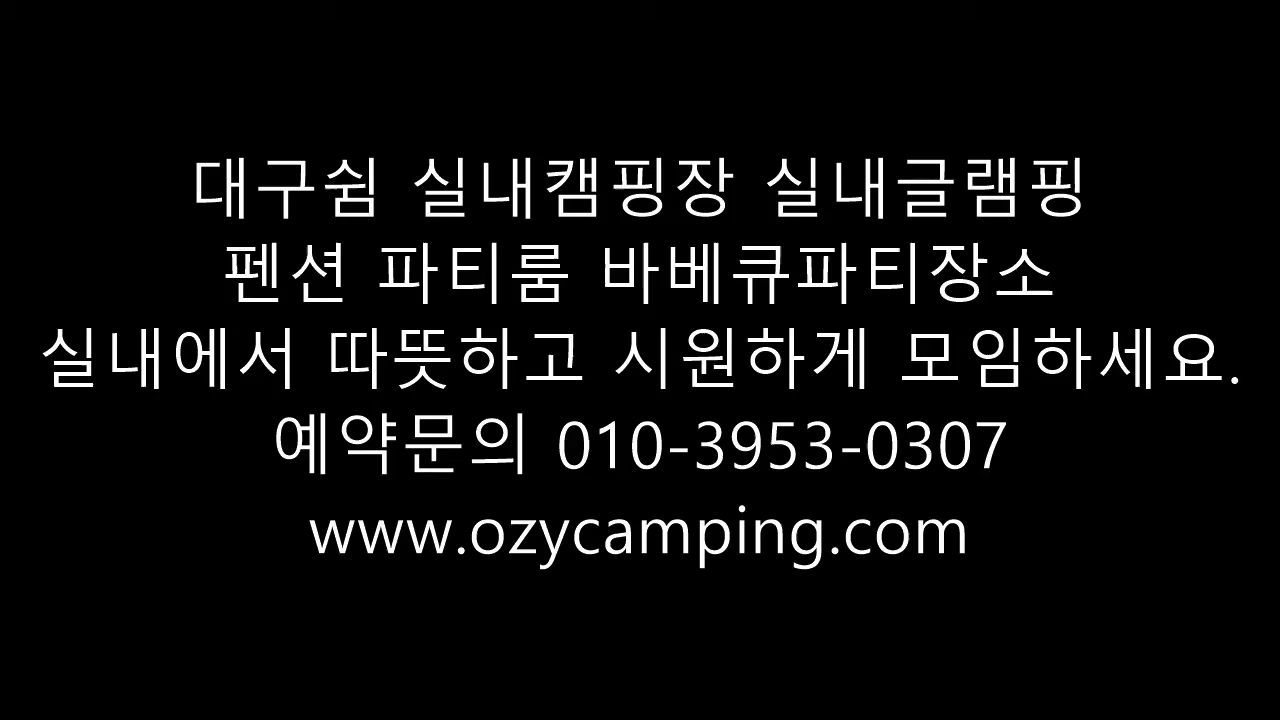 대구쉼 실내캠핑장 실내글램핑
펜션 파티룸 바베큐파티장소
실내에서 따뜻하고 시원하게 모임하세요.
예약문의 010-3953-0307
www.ozycamping.com